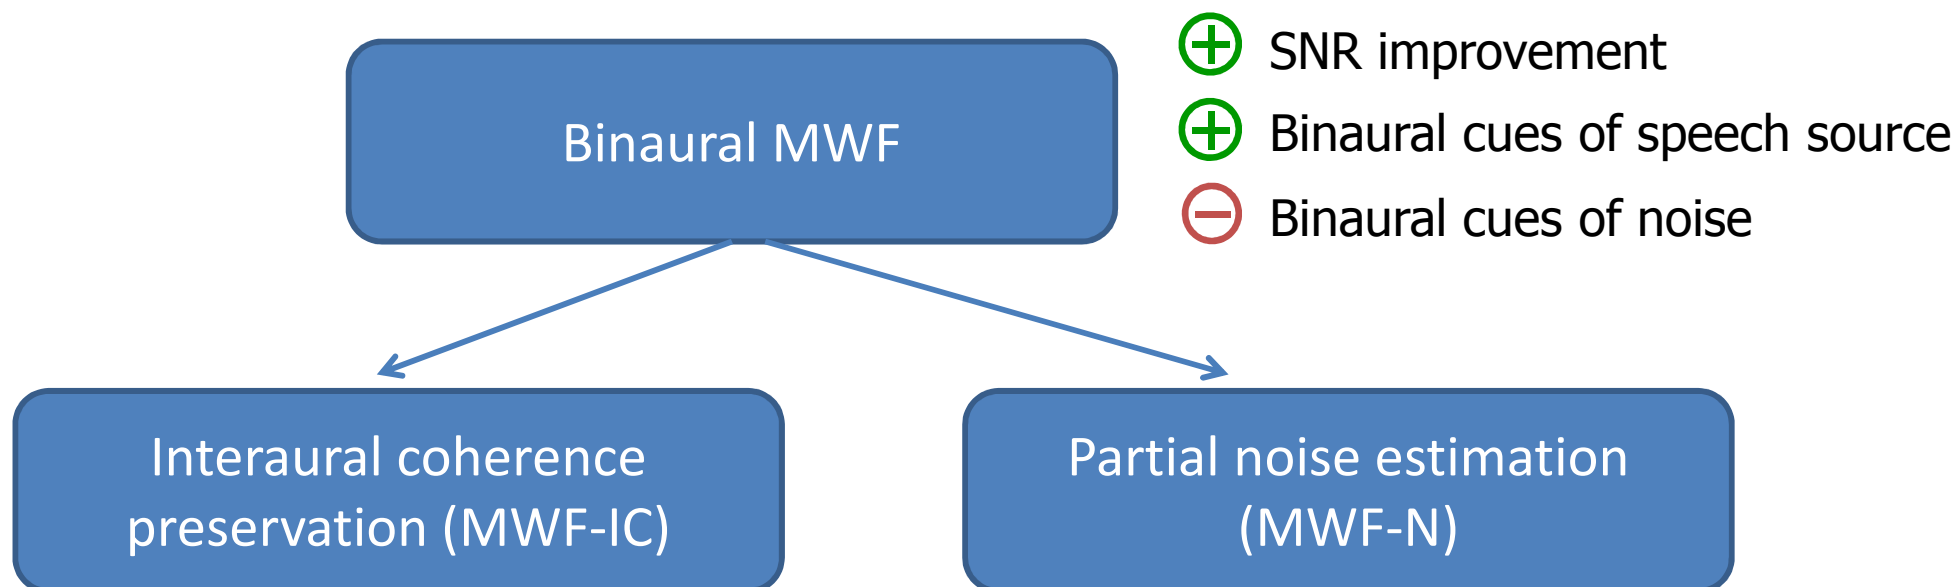 Binaural MWF
SNR improvement
Binaural cues of speech source
Binaural cues of noise
Interaural coherence
preservation (MWF-IC)
Partial noise estimation
(MWF-N)